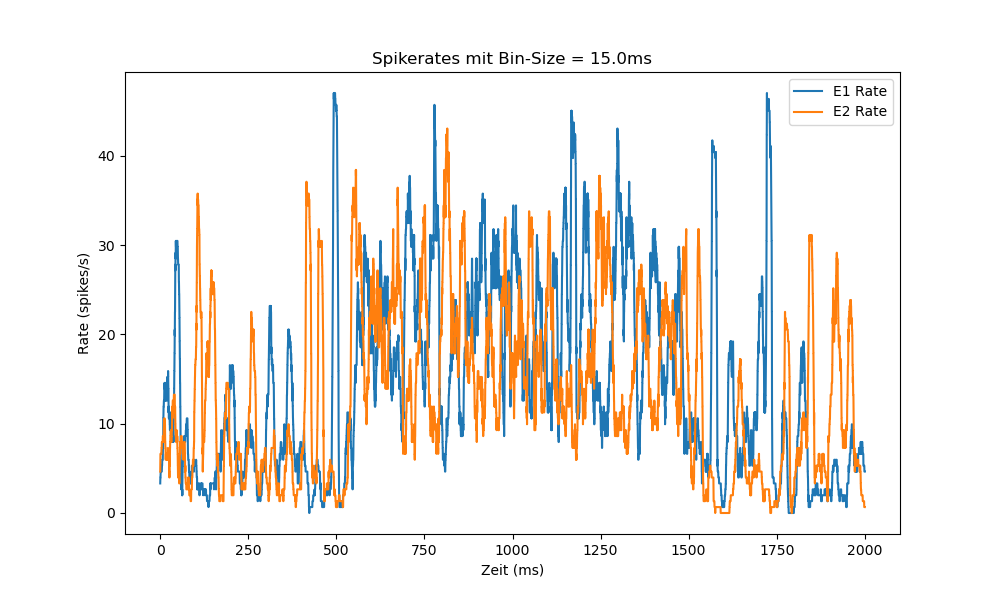 Spikerates mit Bin-Size = 15.0ms
E1 Rate
E2 Rate
Rate (spikes/s)
40
30
20
10
0
0 250 500 750 1000 1250 1500 1750 2000
Zeit (ms)